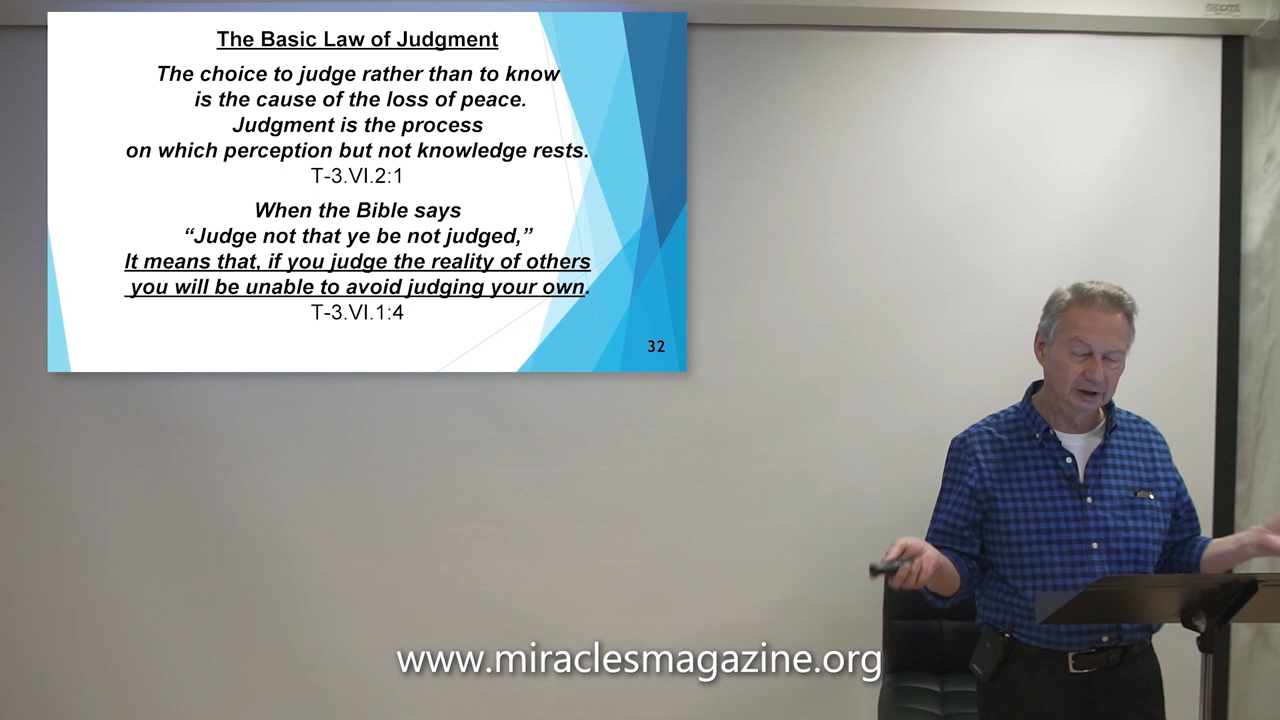 The Basic Law of Judgment
The choice to judge rather than to know
is the cause of the loss of peace.
Judgment is the process
on which perception but not knowledge rests.
T-3.VI.2:1
When the Bible says
“Judge not that ye be not judged,”
It means that, if you judge the reality of others
you will be unable to avoid judging your own.
T-3.VI.1:4
32
www.miraclesmagazine.org